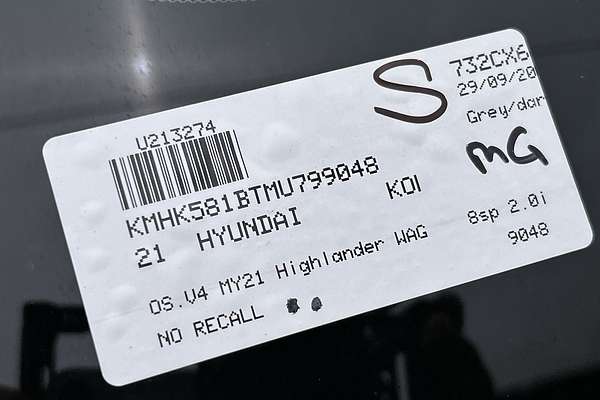 S
732CX6
29/09/20
Grey/dar
U213274
MG
KMHK581BTMU799048
21 HYUNDAI KOI
OS.V4 MY21 Highlander WAG 8sp 2.0i
NO RECALL 9048